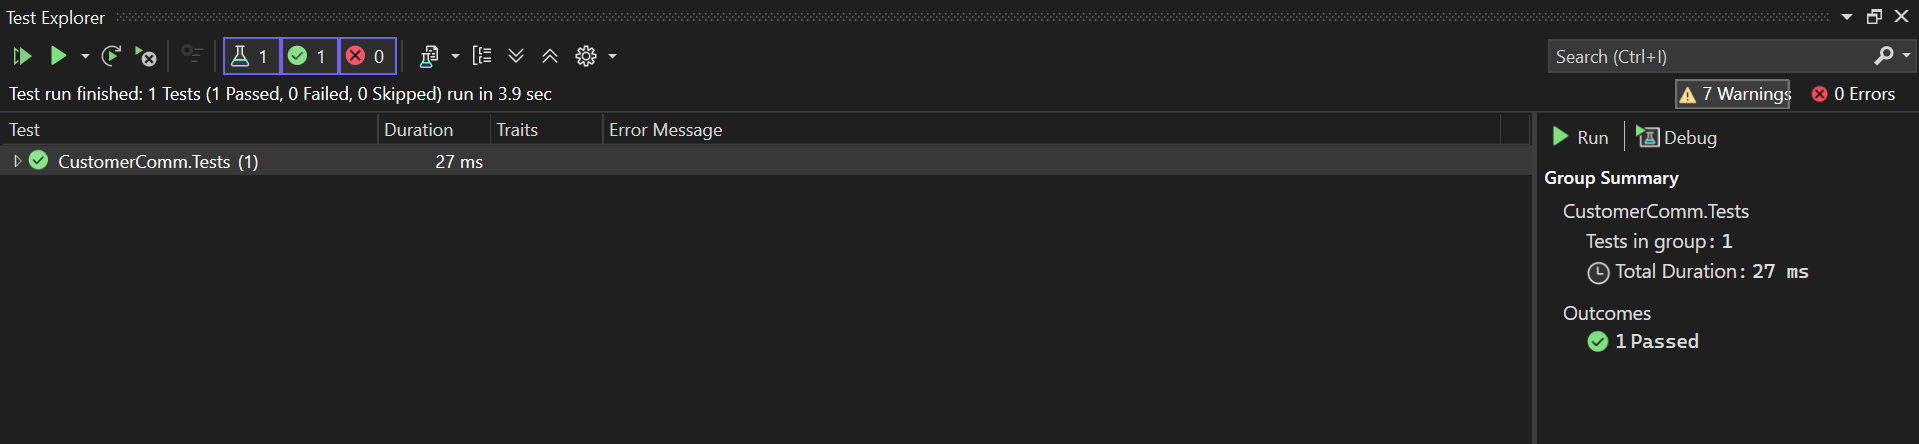 Test Explorer
1 1 0
Search (Ctrl+I)
Test run finished: 1 Tests (1 Passed, 0 Failed, 0 Skipped) run in 3.9 sec
7 Warnings 0 Errors
Test Duration Traits Error Message
CustomerComm.Tests (1) 27 ms
Run Debug
Group Summary
CustomerComm.Tests
Tests in group: 1
Total Duration: 27 ms
Outcomes
1 Passed